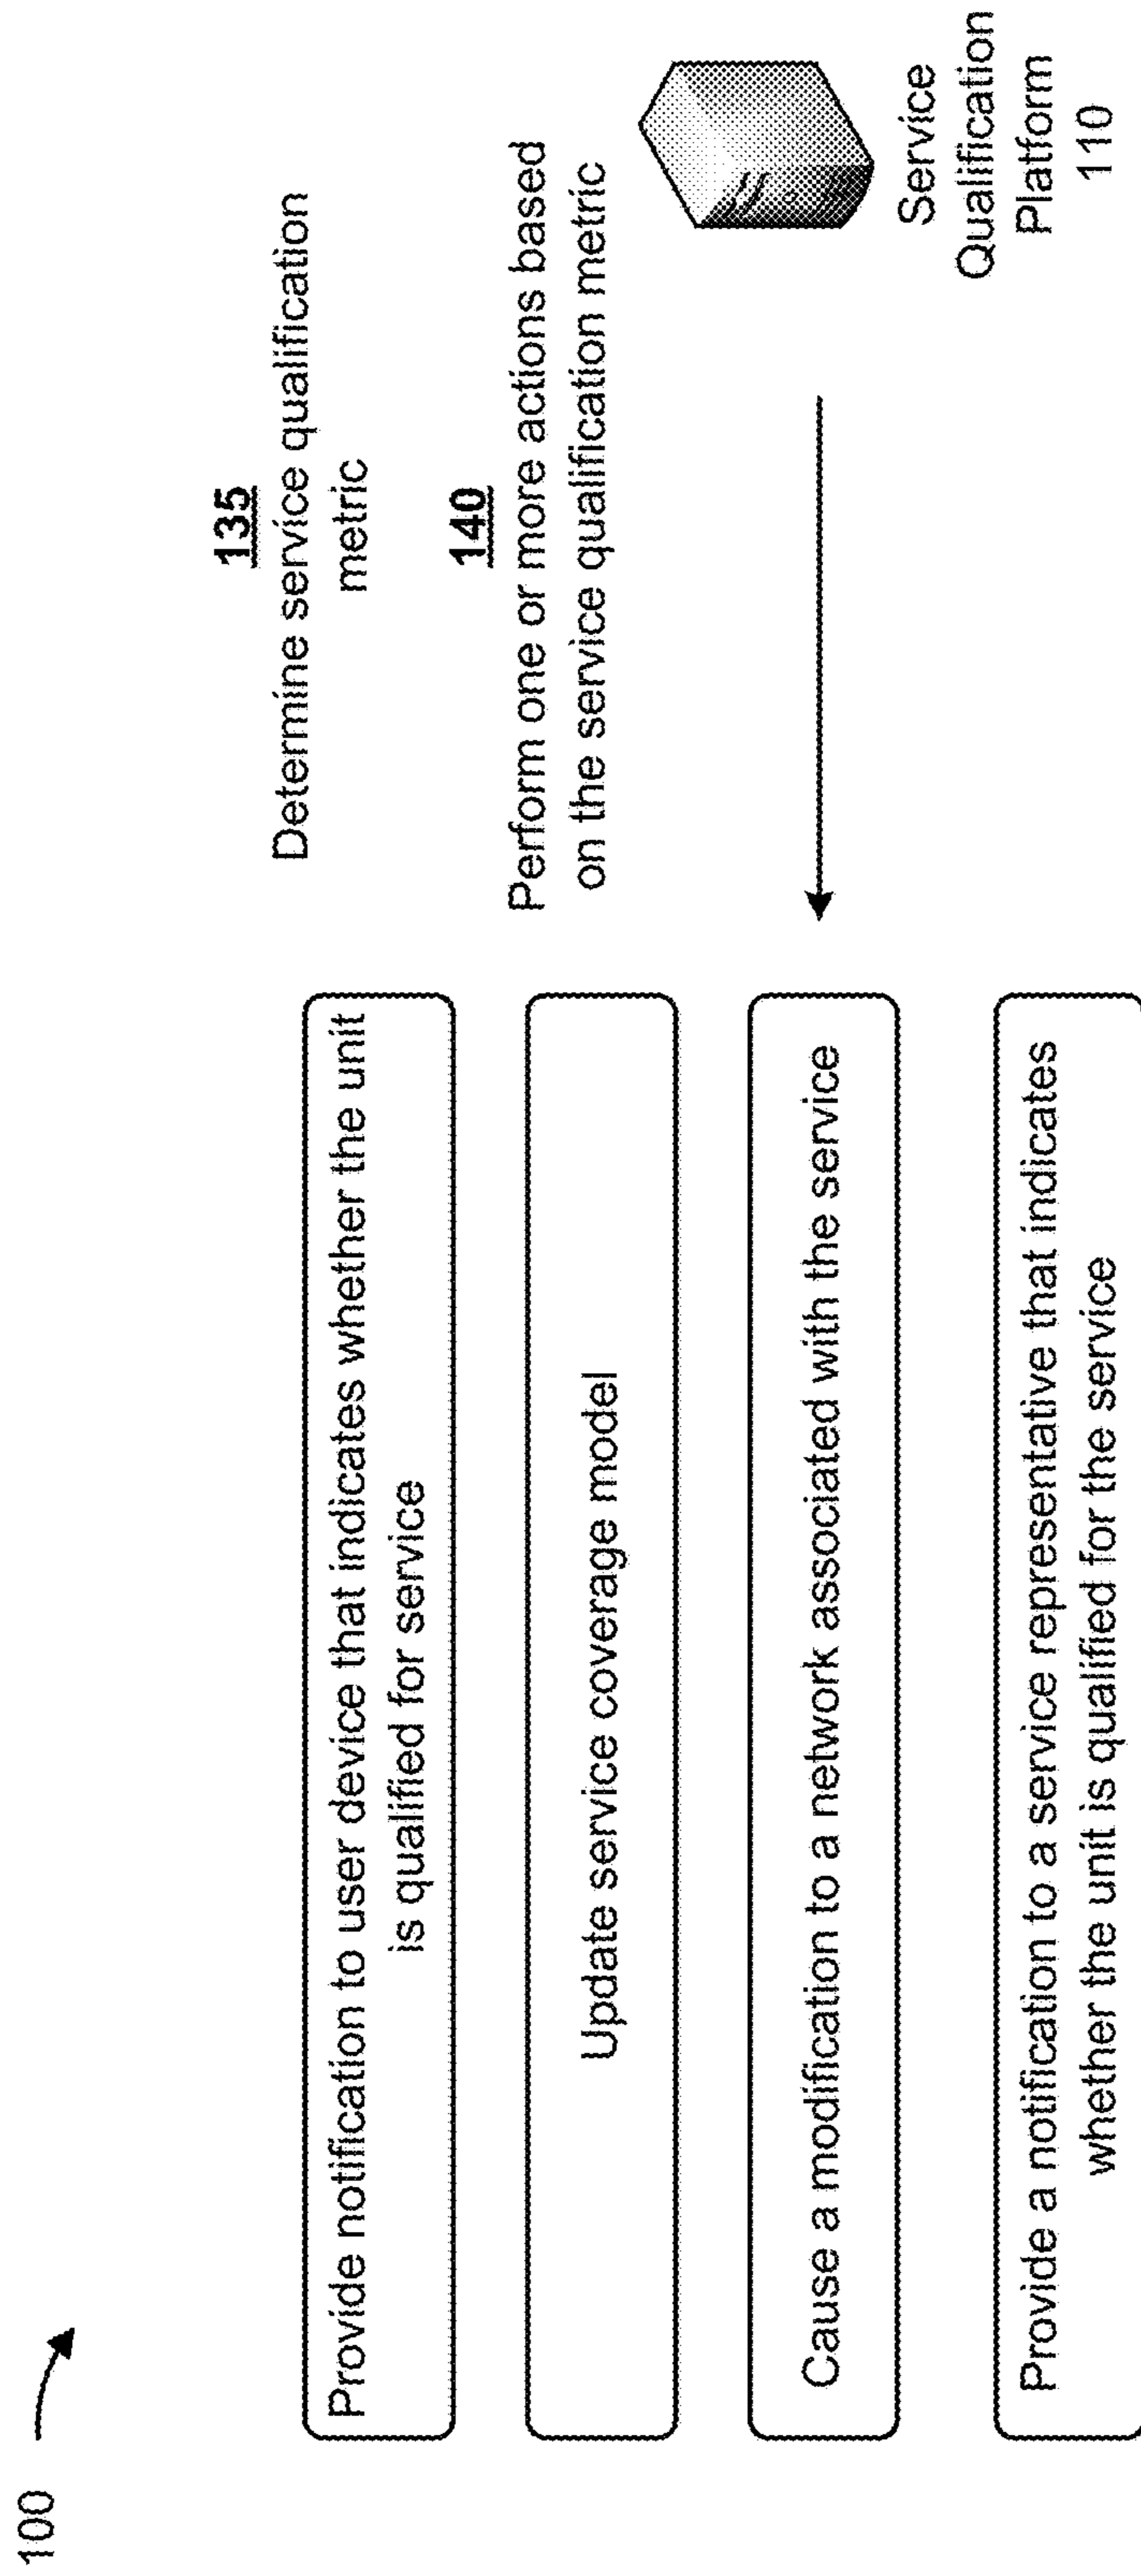 100
Provide notification to user device that indicates whether the unit
is qualified for service
Update service coverage model
Cause a modification to a network associated with the service
Provide a notification to a service representative that indicates
whether the unit is qualified for the service
135
Determine service qualification
metric
140
Perform one or more actions based
on the service qualification metric
Service
Qualification
Platform
110